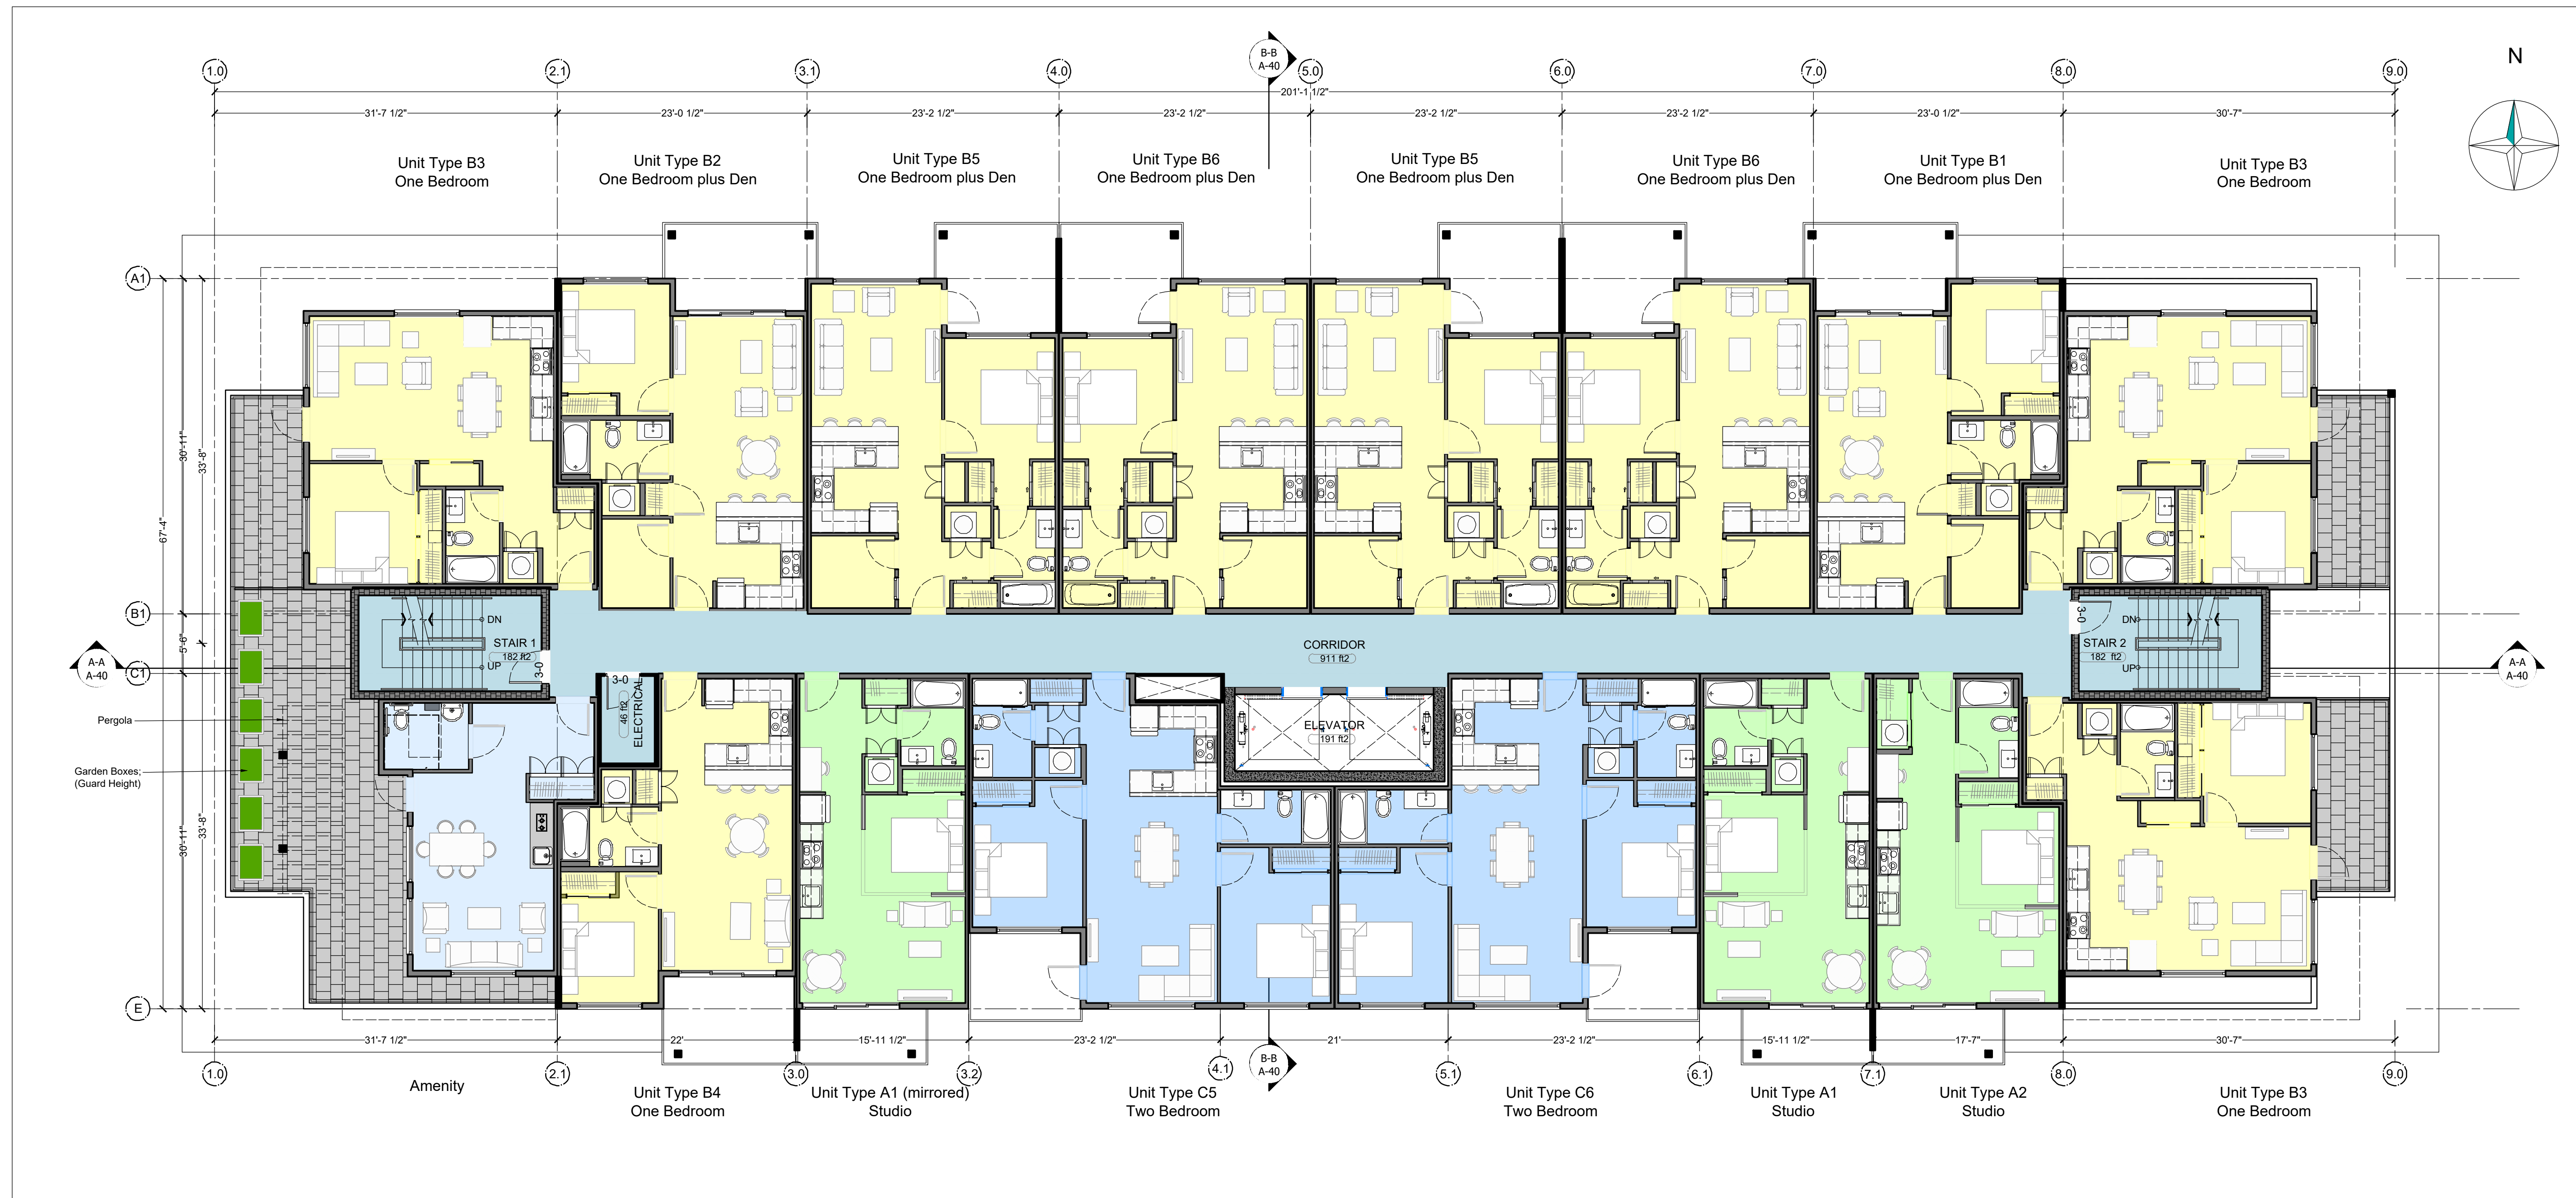 B-B
A-40
N
1.0
2.1
3.1
4.0
5.0
6.0
7.0
8.0
9.0
201'-1 1/2"
31'-7 1/2"
23'-0 1/2"
23'-2 1/2"
23'-2 1/2"
23'-2 1/2"
23'-2 1/2"
23'-0 1/2"
30'-7"
Unit Type B3
One Bedroom
Unit Type B2
One Bedroom plus Den
Unit Type B5
One Bedroom plus Den
Unit Type B6
One Bedroom plus Den
Unit Type B5
One Bedroom plus Den
Unit Type B6
One Bedroom plus Den
Unit Type B1
One Bedroom plus Den
Unit Type B3
One Bedroom
A1
30'-11"
33'-8"
67'-4"
B1
5'-6"
C1
A-A
A-40
DN
STAIR 1
182 ft2
UP
3-0
CORRIDOR
911 ft2
3-0
DN
STAIR 2
182 ft2
UP
A-A
A-40
3-0
ELECTRICAL
46 ft2
ELEVATOR
191 ft2
Pergola
Garden Boxes;
(Guard Height)
30'-11"
33'-8"
E
31'-7 1/2"
22'
15'-11 1/2"
23'-2 1/2"
21'
23'-2 1/2"
15'-11 1/2"
17'-7"
30'-7"
1.0
2.1
3.0
3.2
4.1
B-B
A-40
5.1
6.1
7.1
8.0
9.0
Amenity
Unit Type B4
One Bedroom
Unit Type A1 (mirrored)
Studio
Unit Type C5
Two Bedroom
Unit Type C6
Two Bedroom
Unit Type A1
Studio
Unit Type A2
Studio
Unit Type B3
One Bedroom